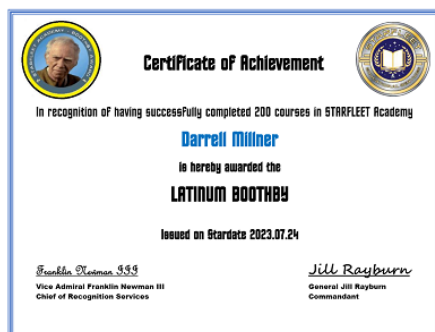 Certificate of Achievement
In recognition of having successfully completed 200 courses in STARFLEET Academy
Darrell Millner
is hereby awarded the
LATINUM BOOTHBY
Issued on Stardate 2023.07.24
Franklin Newman III
Vice Admiral Franklin Newman III
Chief of Recognition Services
Jill Rayburn
General Jill Rayburn
Commandant